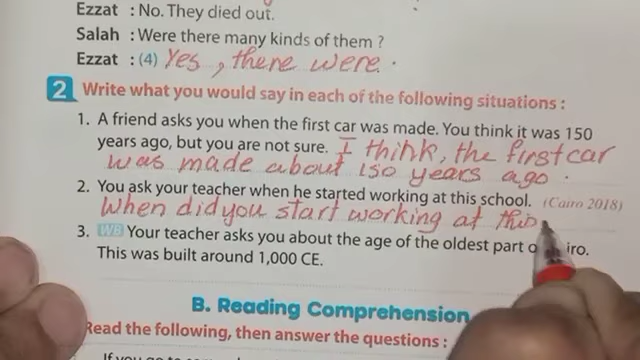 Ezzat : No. They died out.
Salah : Were there many kinds of them ?
Ezzat : (4) Yes, there were.
2 Write what you would say in each of the following situations :
1. A friend asks you when the first car was made. You think it was 150
years ago, but you are not sure. I think, the first car
was made about 150 years ago.
2. You ask your teacher when he started working at this school. (Cairo 2018)
When did you start working at this
3. WB Your teacher asks you about the age of the oldest part iro.
This was built around 1,000 CE.
B. Reading Comprehension
Read the following, then answer the questions :
If you